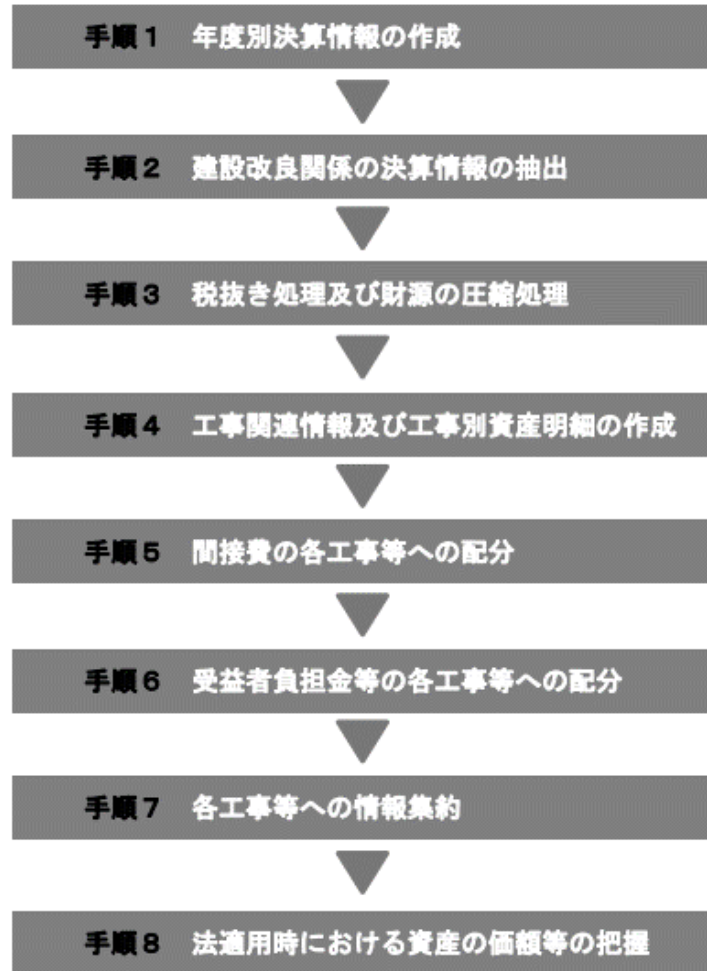 手順１ 年度別決算情報の作成
手順２ 建設改良関係の決算情報の抽出
手順３ 税抜き処理及び財源の圧縮処理
手順４ 工事関連情報及び工事別資産明細の作成
手順５ 間接費の各工事等への配分
手順６ 受益者負担金等の各工事等への配分
手順７ 各工事等への情報集約
手順８ 法適用時における資産の価額等の把握